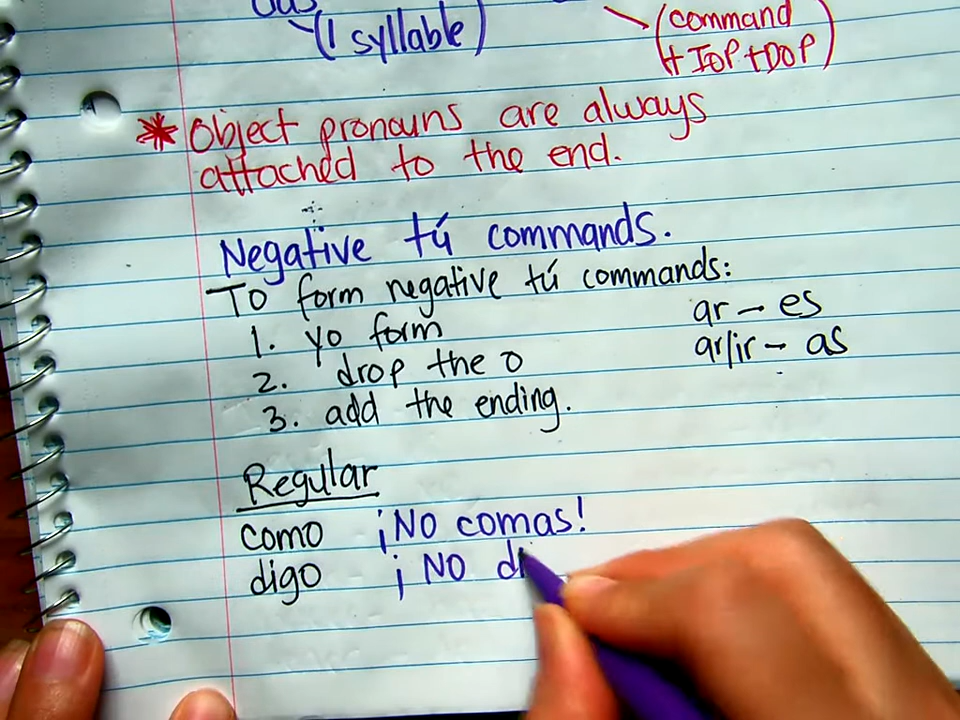 (1 syllable)
(command
+ IOP + DOP)
* Object pronouns are always
attached to the end.
Negative tú commands.
To form negative tú commands:
1. yo form
2. drop the o
3. add the ending.
ar - es
ar/ir - as
Regular
como ¡No comas!
digo ¡No di